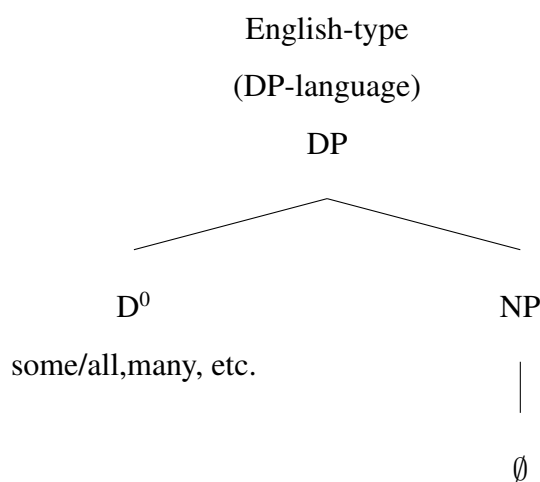 English-type
(DP-language)
DP
D⁰ NP
some/all,many, etc.
∅